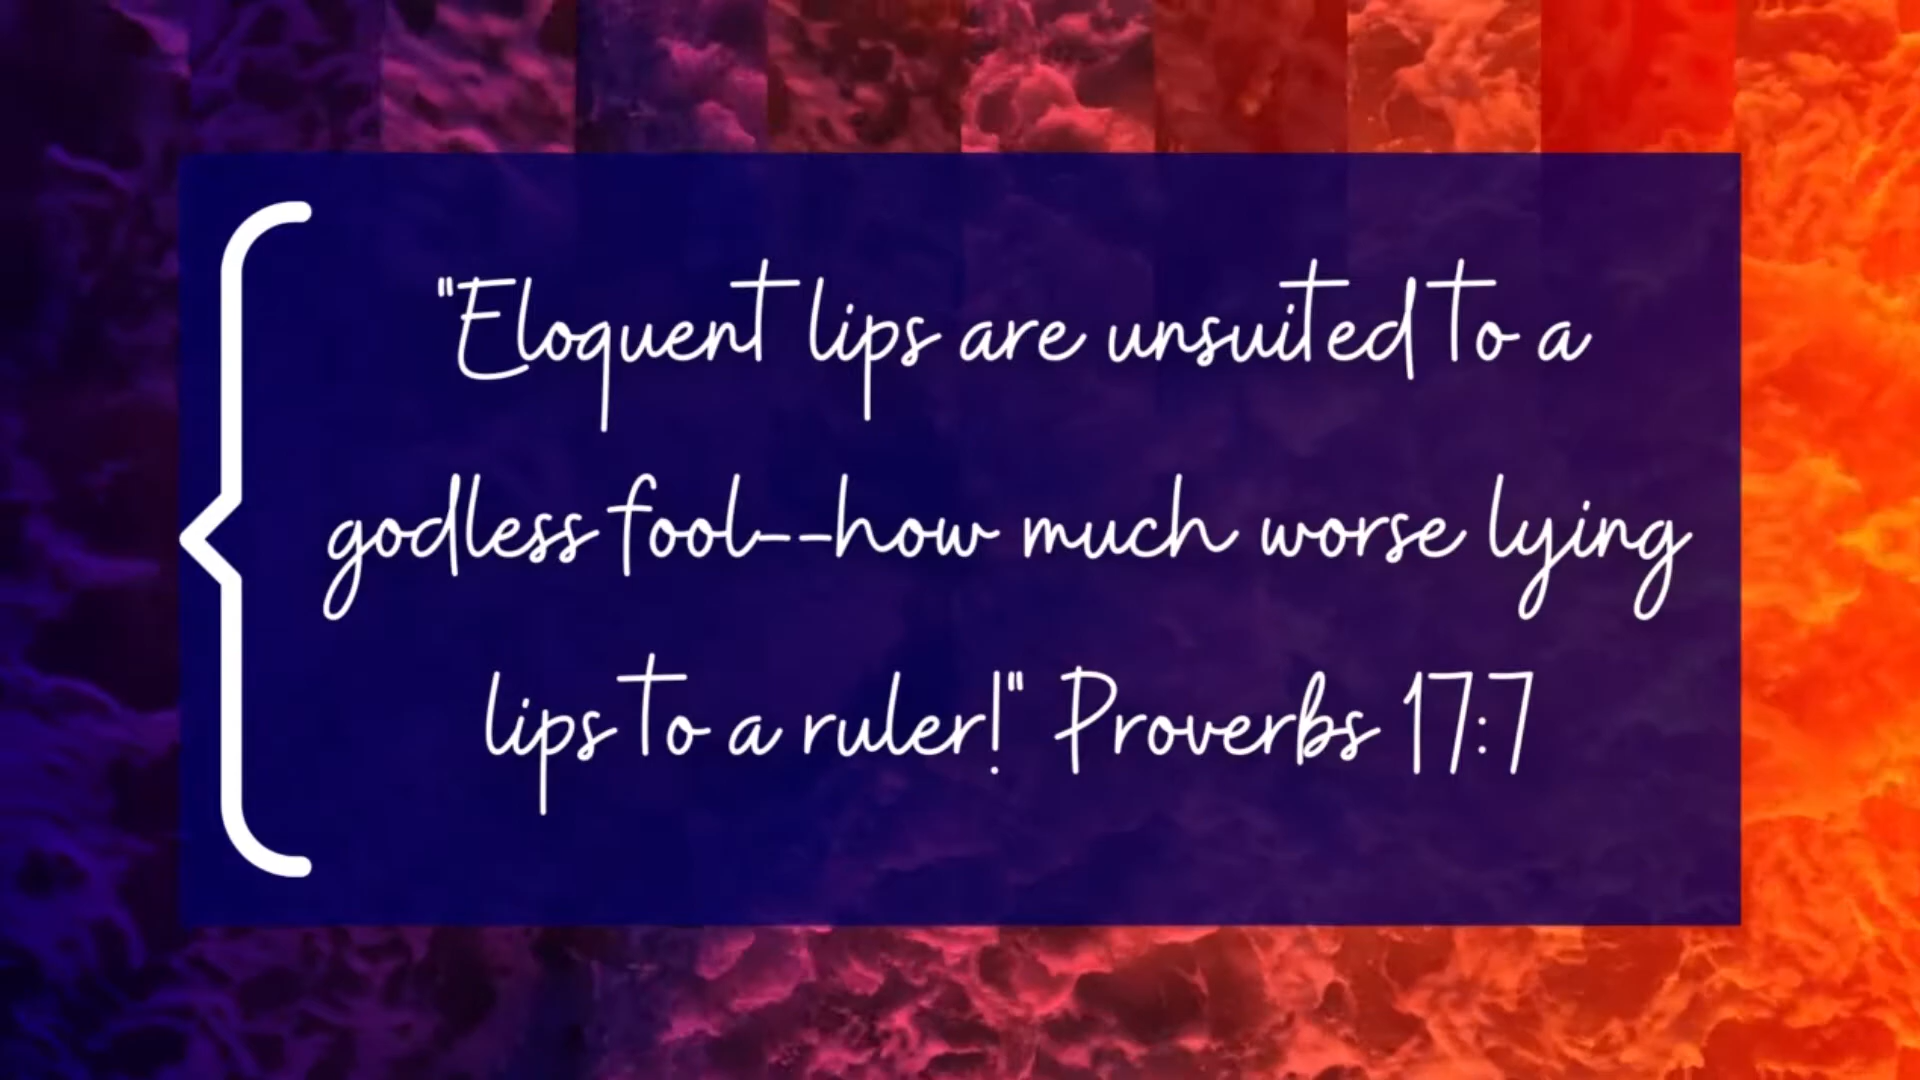 "Eloquent lips are unsuited to a
godless fool--how much worse lying
lips to a ruler!" Proverbs 17:7